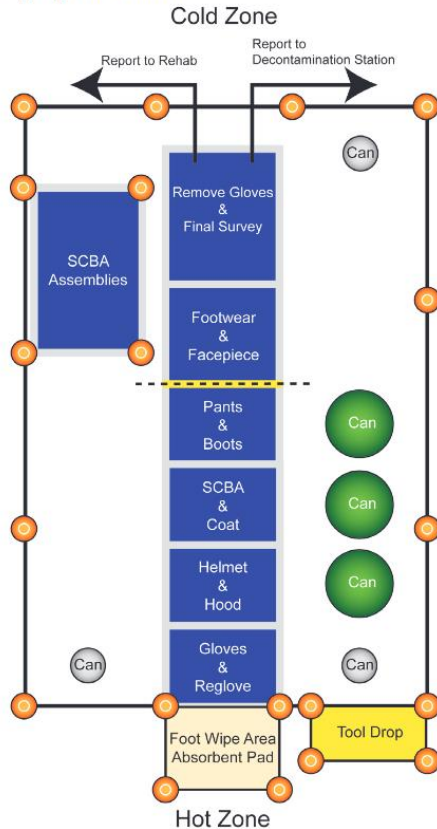 Cold Zone
Report to Rehab
Report to
Decontamination Station
Can
Remove Gloves
&
Final Survey
SCBA
Assemblies
Footwear
&
Facepiece
Pants
&
Boots
Can
SCBA
&
Coat
Can
Helmet
&
Hood
Can
Gloves
&
Reglove
Can
Can
Foot Wipe Area
Absorbent Pad
Tool Drop
Hot Zone